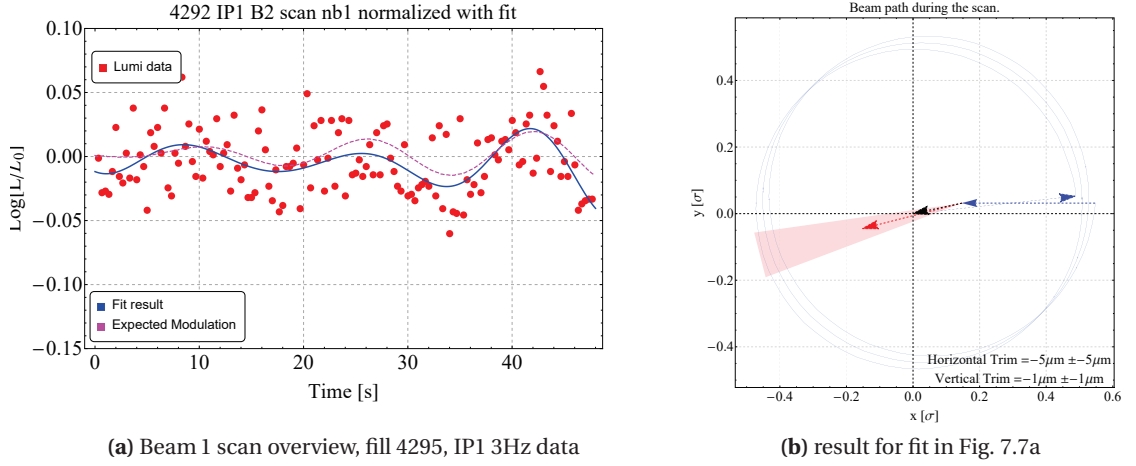 4292 IP1 B2 scan nb1 normalized with fit
0.10
0.05
0.00
−0.05
−0.10
−0.15
Log[L/L0]
Lumi data
Fit result
Expected Modulation
0
10
20
30
40
Time [s]
(a) Beam 1 scan overview, fill 4295, IP1 3Hz data
Beam path during the scan.
0.4
0.2
0.0
−0.2
−0.4
y [σ]
Horizontal Trim =−5μm ±−5μm
Vertical Trim =−1μm ±−1μm
−0.4
−0.2
0.0
0.2
0.4
0.6
x [σ]
(b) result for fit in Fig. 7.7a